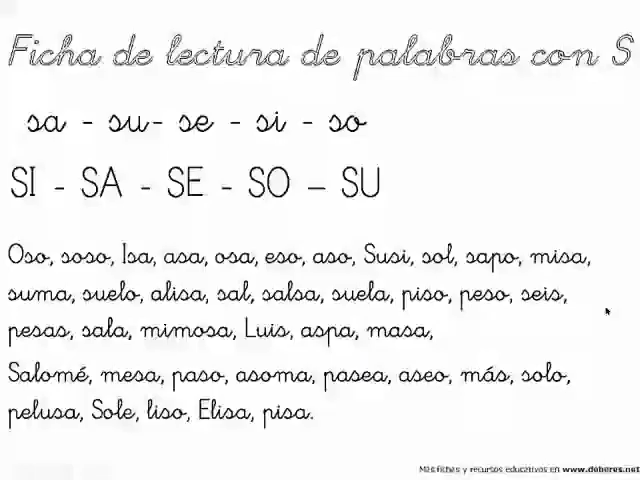 Ficha de lectura de palabras con S
sa - su- se - si - so
SI - SA - SE - SO – SU
Oso, soso, Isa, asa, osa, eso, aso, Susi, sol, sapo, misa,
suma, suelo, alisa, sal, salsa, suela, piso, peso, seis,
pesas, sala, mimosa, Luis, aspa, masa,
Salomé, mesa, paso, asoma, pasea, aseo, más, solo,
pelusa, Sole, liso, Elisa, pisa.
Más fichas y recursos educativos en www.deberes.net